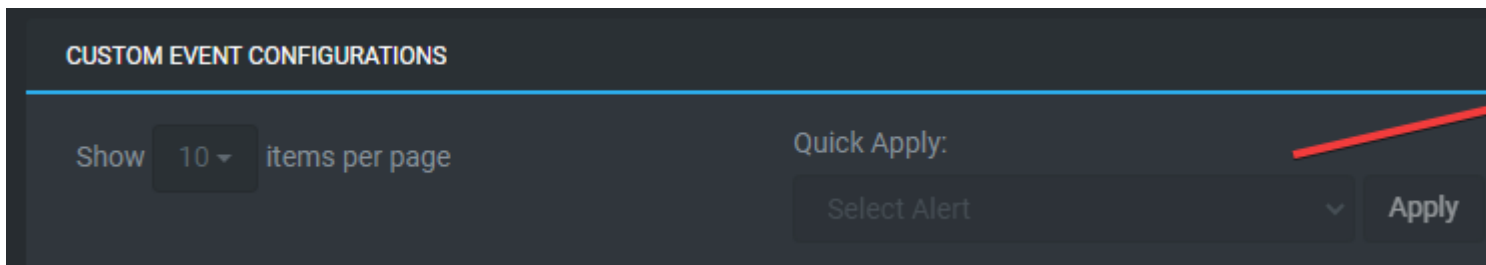 CUSTOM EVENT CONFIGURATIONS
Show 10 items per page
Quick Apply:
Select Alert
Apply